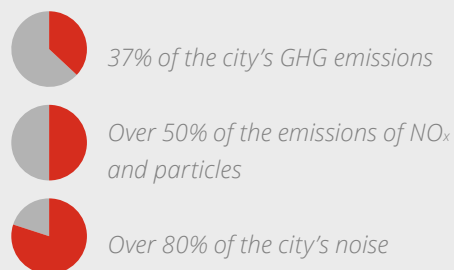 37% of the city’s GHG emissions
Over 50% of the emissions of NOₓ
and particles
Over 80% of the city’s noise